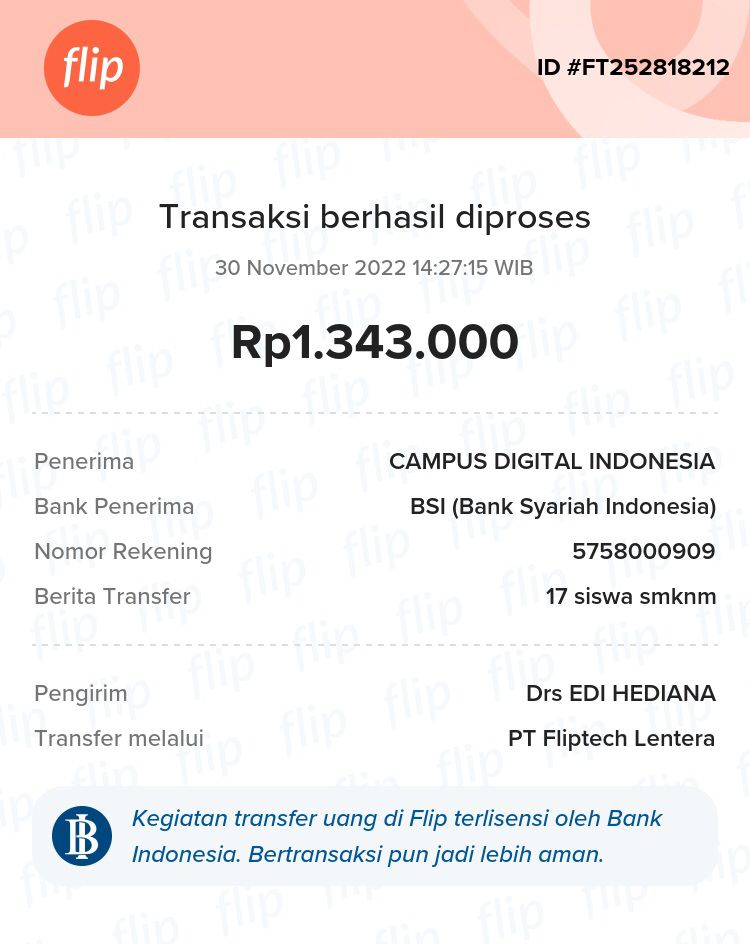 flip
ID #FT252818212
Transaksi berhasil diproses
30 November 2022 14:27:15 WIB
Rp1.343.000
Penerima CAMPUS DIGITAL INDONESIA
Bank Penerima BSI (Bank Syariah Indonesia)
Nomor Rekening 5758000909
Berita Transfer 17 siswa smknm
Pengirim Drs EDI HEDIANA
Transfer melalui PT Fliptech Lentera
Kegiatan transfer uang di Flip terlisensi oleh Bank
Indonesia. Bertransaksi pun jadi lebih aman.